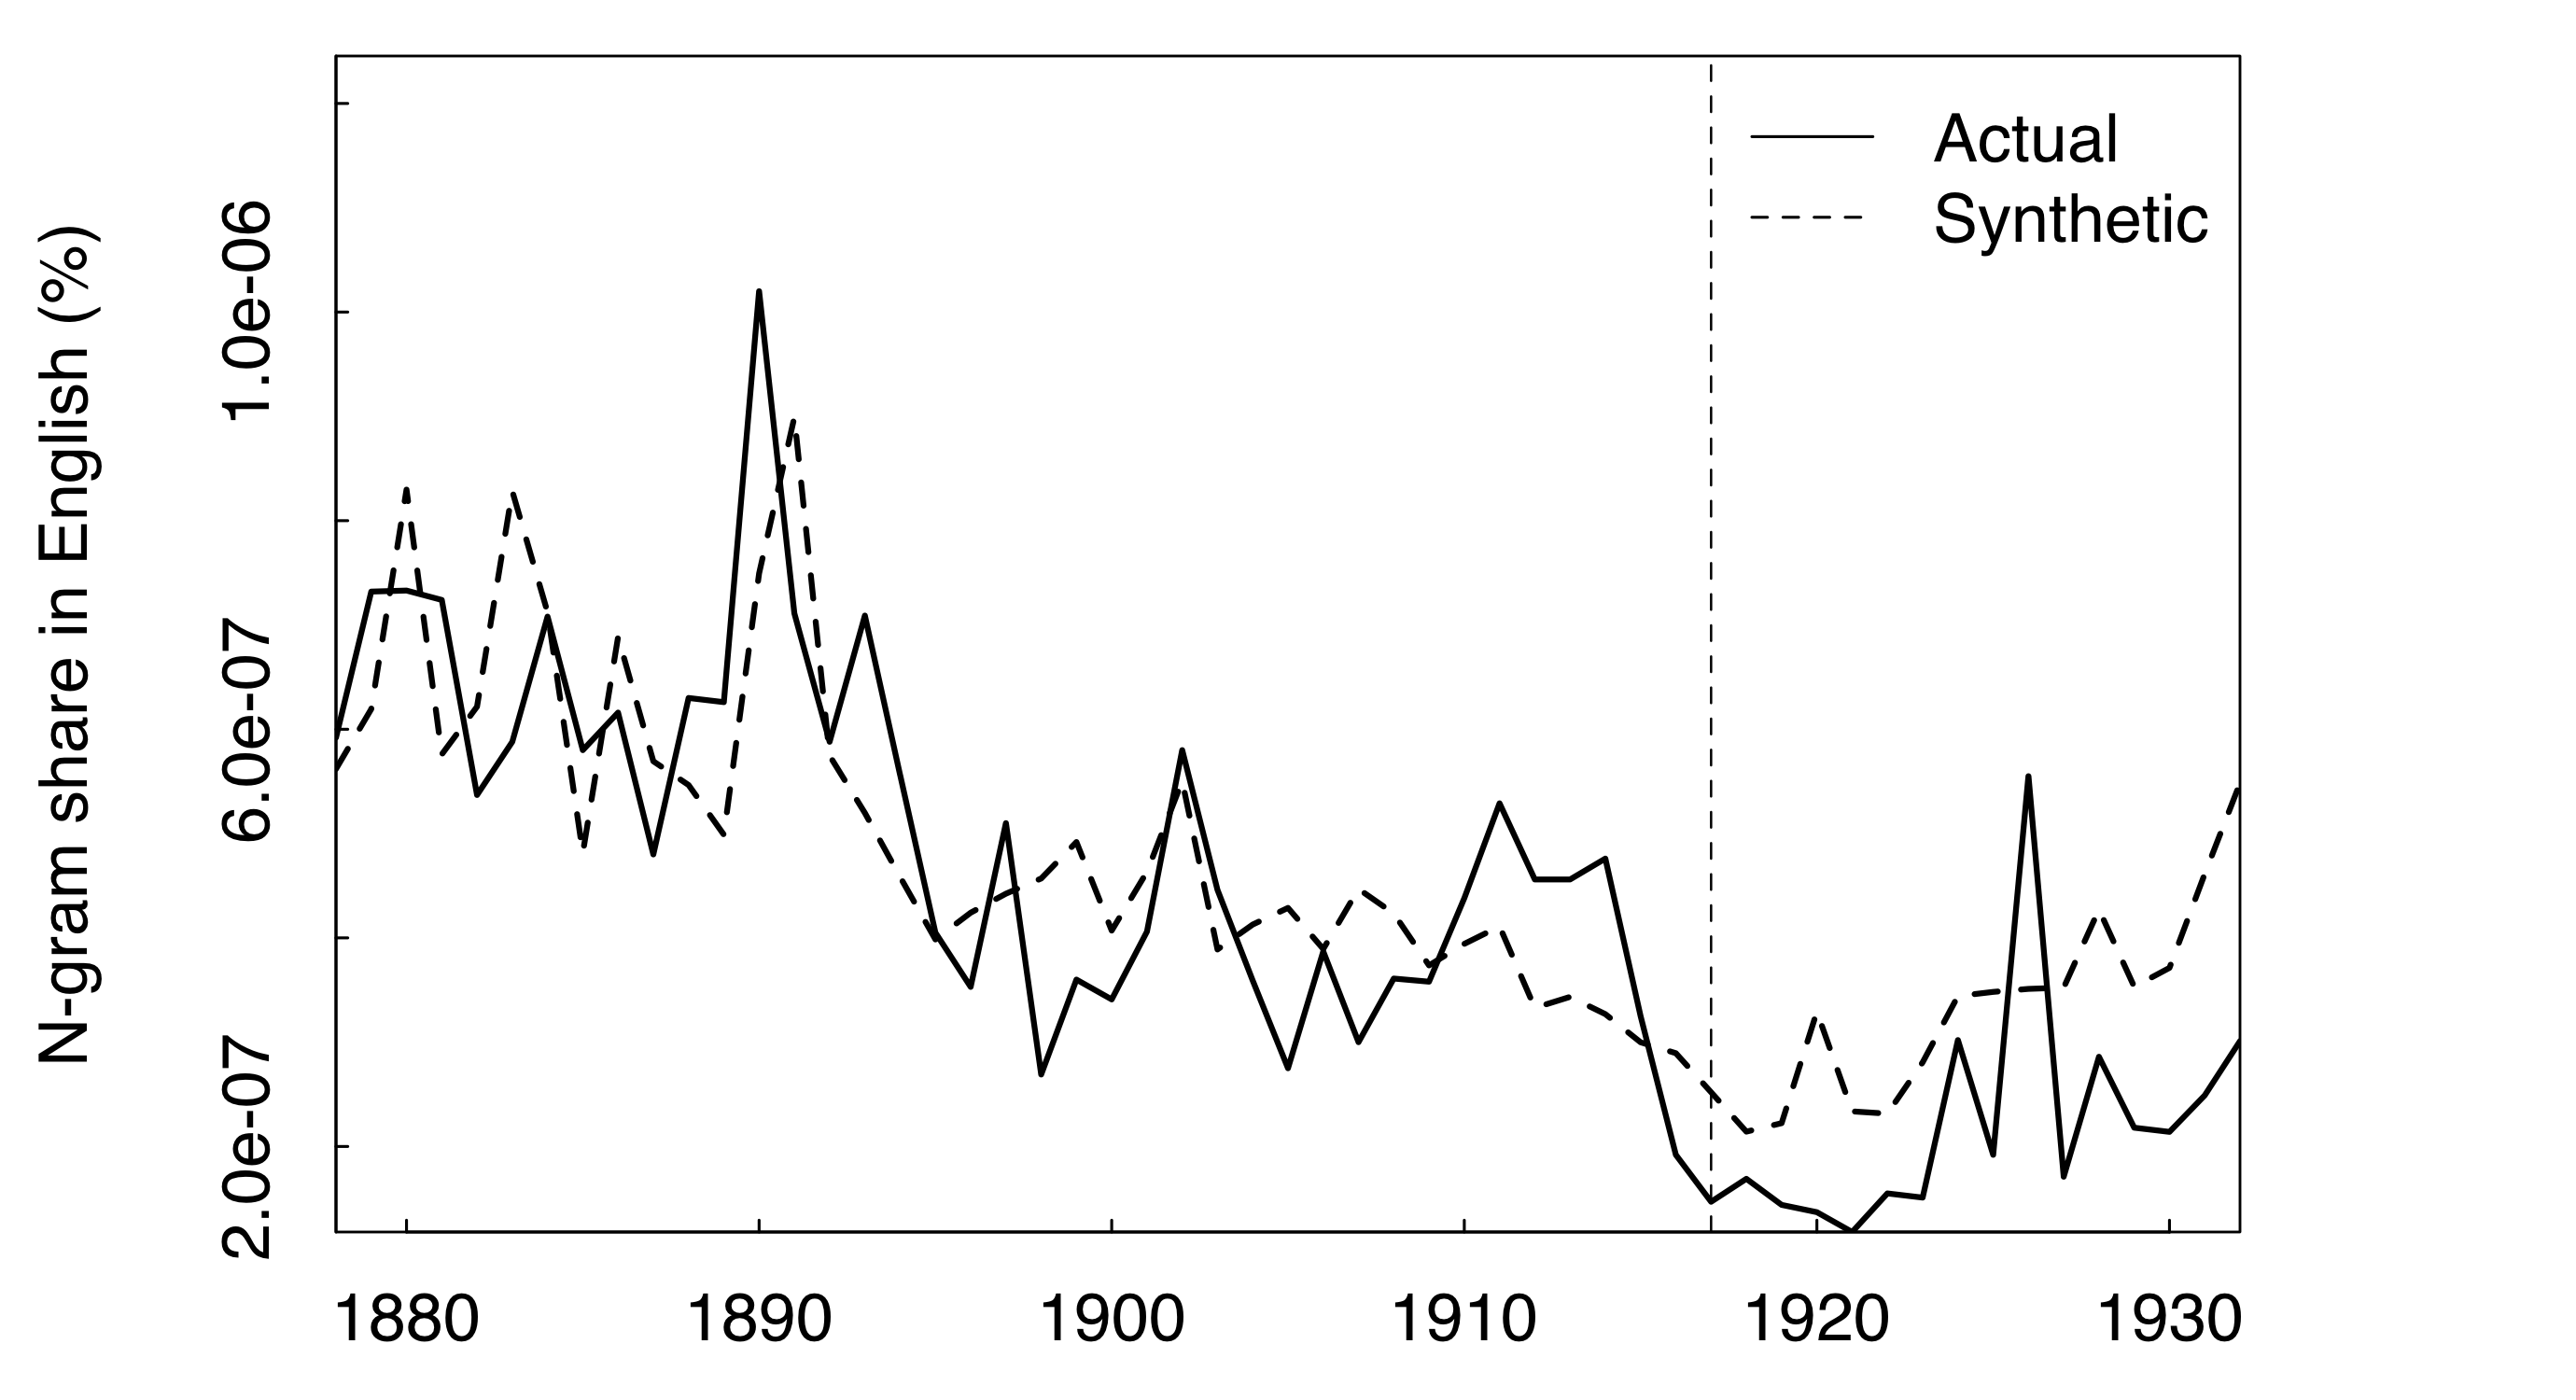 N-gram share in English (%)
1.0e-06
6.0e-07
2.0e-07
Actual
Synthetic
1880 1890 1900 1910 1920 1930